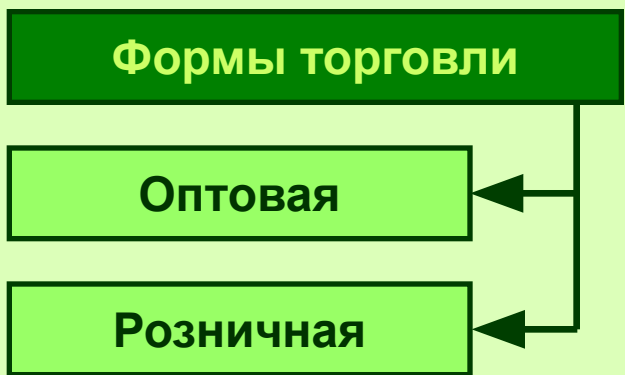 Формы торговли
Оптовая
Розничная